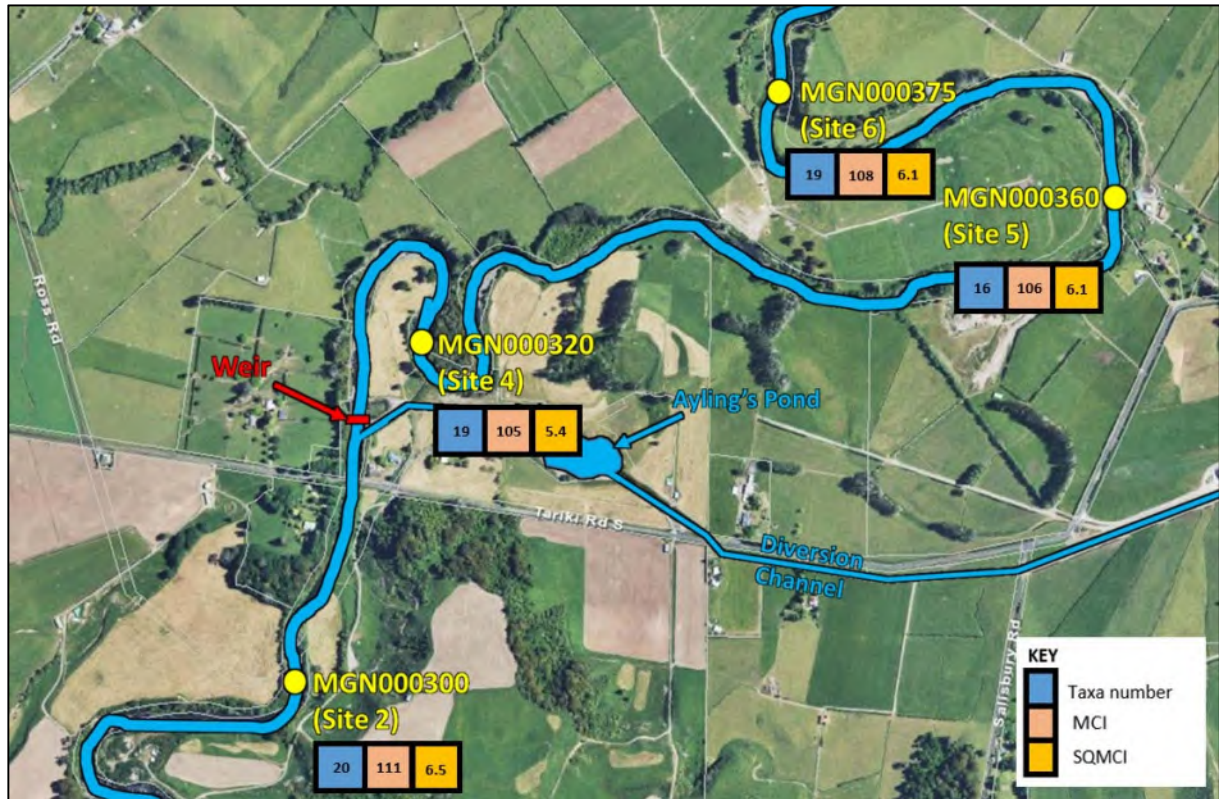 MGN000375
(Site 6)
19 108 6.1
MGN000360
(Site 5)
16 106 6.1
Ross Rd
MGN000320
(Site 4)
Weir
19 105 5.4
Ayling's Pond
Tariki Rd S
Diversion
Channel
Salisbury Rd
MGN000300
(Site 2)
20 111 6.5
KEY
Taxa number
MCI
SQMCI